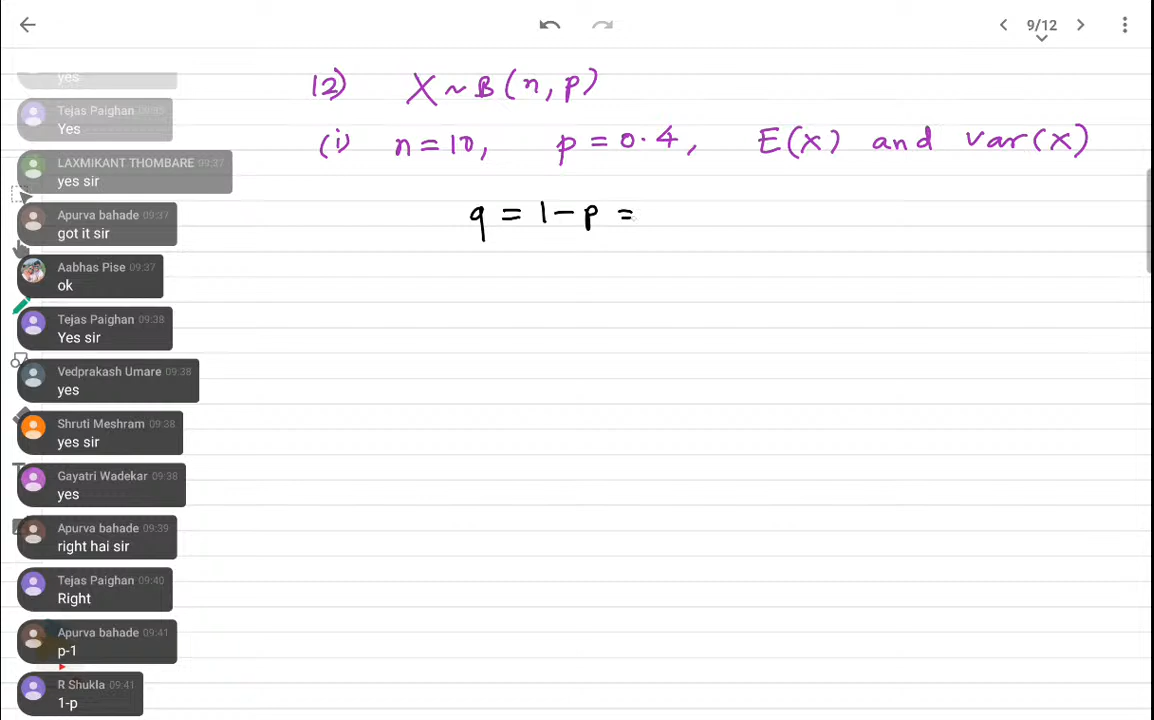 9/12
yes
Tejas Paighan 09:35
Yes
LAXMIKANT THOMBARE 09:37
yes sir
Apurva bahade 09:37
got it sir
Aabhas Pise 09:37
ok
Tejas Paighan 09:38
Yes sir
Vedprakash Umare 09:38
yes
Shruti Meshram 09:38
yes sir
Gayatri Wadekar 09:38
yes
Apurva bahade 09:39
right hai sir
Tejas Paighan 09:40
Right
Apurva bahade 09:41
p-1
R Shukla 09:41
1-p
12) X ~ B(n, p)
(i) n = 10, p = 0.4, E(x) and var(x)
q = 1 - p =